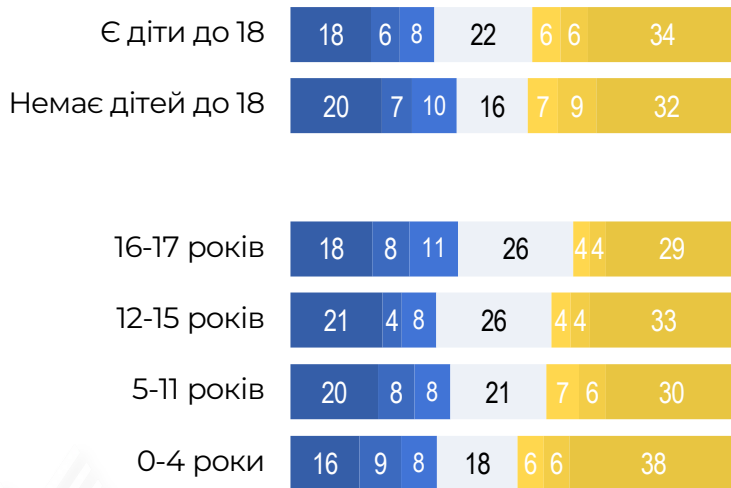 Є діти до 18 18 6 8 22 6 6 34
Немає дітей до 18 20 7 10 16 7 9 32
16-17 років 18 8 11 26 4 4 29
12-15 років 21 4 8 26 4 4 33
5-11 років 20 8 8 21 7 6 30
0-4 роки 16 9 8 18 6 6 38